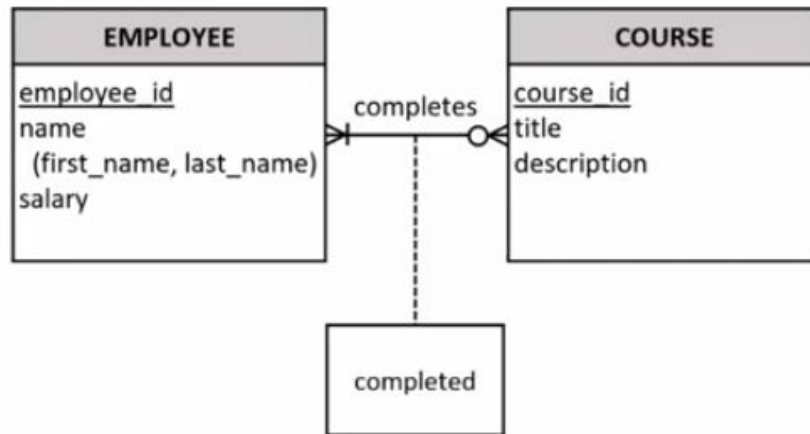 EMPLOYEE
employee_id
name
(first_name, last_name)
salary
completes
COURSE
course_id
title
description
completed